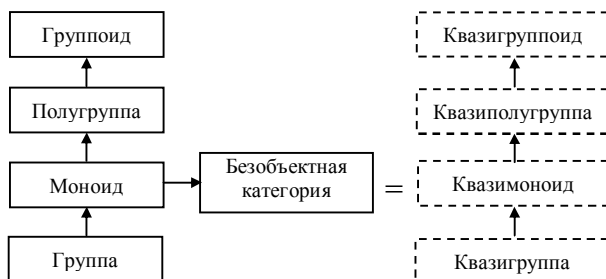 Группоид
Квазигруппоид
Полугруппа
Квазиполугруппа
Моноид
Безобъектная
категория
=
Квазимоноид
Группа
Квазигруппа